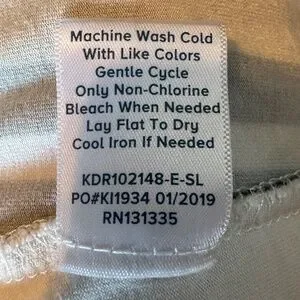 Machine Wash Cold
With Like Colors
Gentle Cycle
Only Non-Chlorine
Bleach When Needed
Lay Flat To Dry
Cool Iron If Needed
KDR102148-E-SL
PO#KI1934 01/2019
RN131335